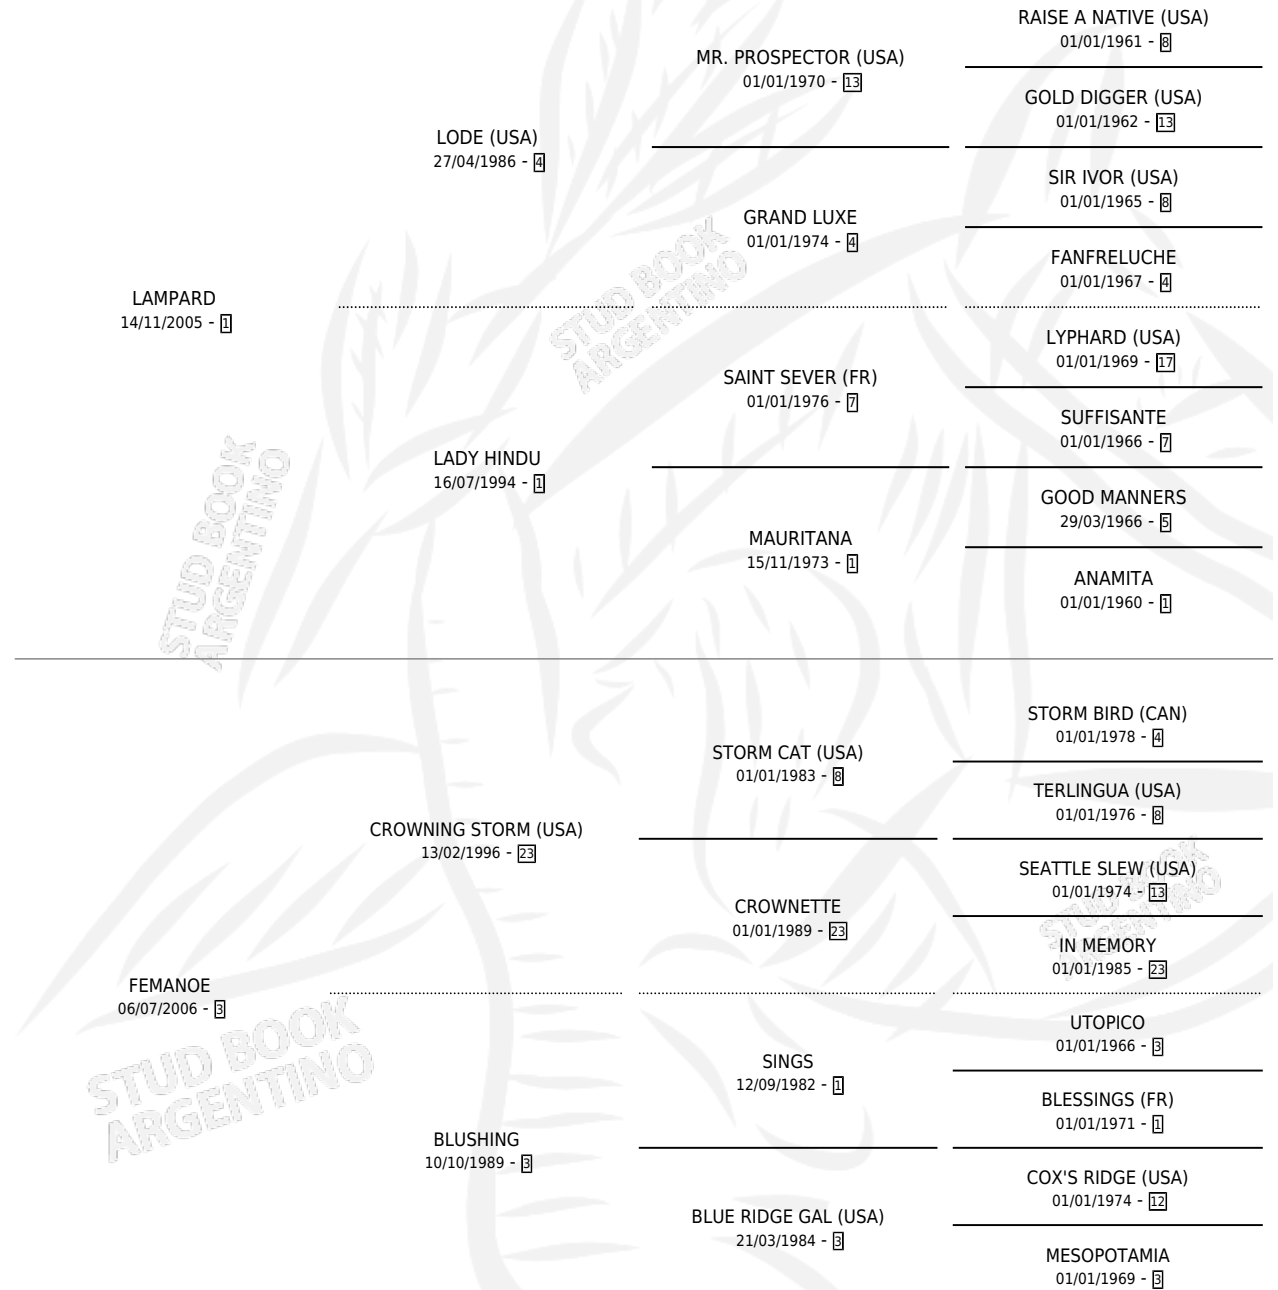 RAISE A NATIVE (USA)
01/01/1961 - 8
MR. PROSPECTOR (USA)
01/01/1970 - 13
GOLD DIGGER (USA)
01/01/1962 - 13
LODE (USA)
27/04/1986 - 4
SIR IVOR (USA)
01/01/1965 - 8
GRAND LUXE
01/01/1974 - 4
FANFRELUCHE
01/01/1967 - 4
LAMPARD
14/11/2005 - 1
STUD BOOK
ARGENTINO
LYPHARD (USA)
01/01/1969 - 17
SAINT SEVER (FR)
01/01/1976 - 7
SUFFISANTE
01/01/1966 - 7
LADY HINDU
16/07/1994 - 1
GOOD MANNERS
29/03/1966 - 5
MAURITANA
15/11/1973 - 1
ANAMITA
01/01/1960 - 1
STUD BOOK
ARGENTINO
STORM BIRD (CAN)
01/01/1978 - 4
STORM CAT (USA)
01/01/1983 - 8
TERLINGUA (USA)
01/01/1976 - 8
CROWNING STORM (USA)
13/02/1996 - 23
SEATTLE SLEW (USA)
01/01/1974 - 13
CROWNETTE
01/01/1989 - 23
IN MEMORY
01/01/1985 - 23
STUD BOOK
ARGENTINO
FEMANOE
06/07/2006 - 3
UTOPICO
01/01/1966 - 3
SINGS
12/09/1982 - 1
BLESSINGS (FR)
01/01/1971 - 1
STUD BOOK
ARGENTINO
BLUSHING
10/10/1989 - 3
COX'S RIDGE (USA)
01/01/1974 - 12
BLUE RIDGE GAL (USA)
21/03/1984 - 3
MESOPOTAMIA
01/01/1969 - 3